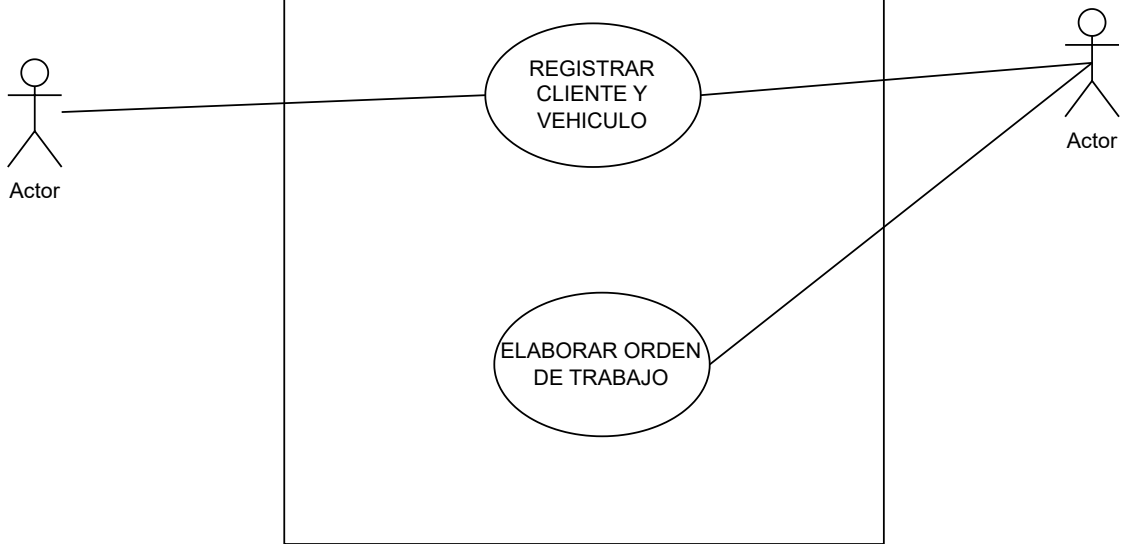 REGISTRAR
CLIENTE Y
VEHICULO
Actor
Actor
ELABORAR ORDEN
DE TRABAJO